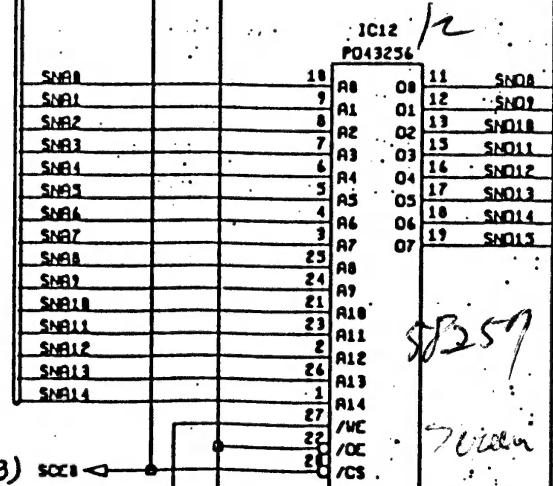 IC12
PD43256
SNA0 10 A0 O0 11 SND8
SNA1 9 A1 O1 12 SND9
SNA2 8 A2 O2 13 SND10
SNA3 7 A3 O3 15 SND11
SNA4 6 A4 O4 16 SND12
SNA5 5 A5 O5 17 SND13
SNA6 4 A6 O6 18 SND14
SNA7 3 A7 O7 19 SND15
SNA8 25 A8
SNA9 24 A9
SNA10 21 A10
SNA11 23 A11
SNA12 2 A12
SNA13 26 A13
SNA14 1 A14
27 /WE
22 /OE
SCE1 20 /CS
58257